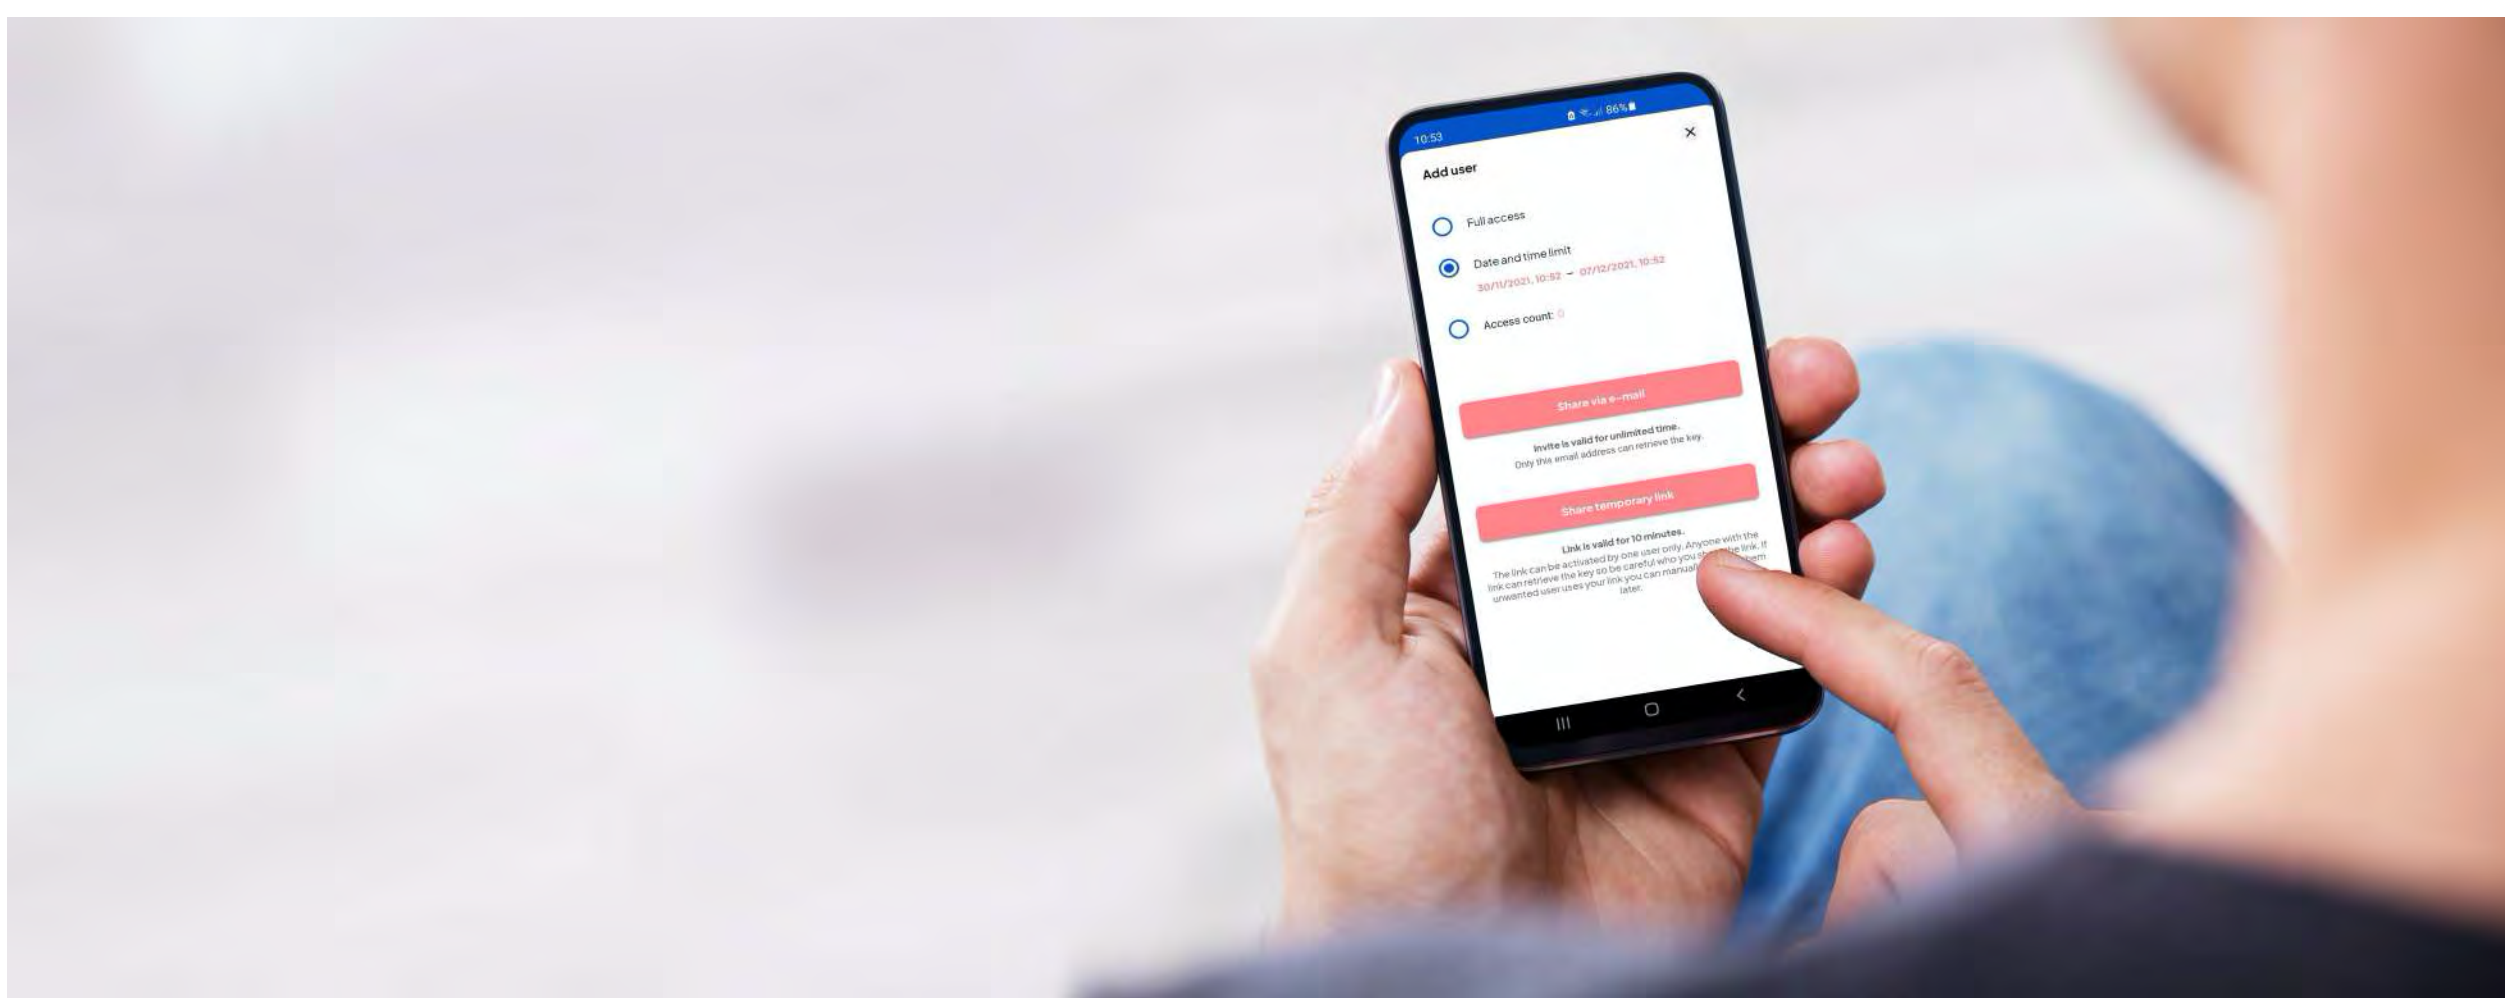 10:53 86%
Add user
Full access
Date and time limit
30/11/2021, 10:52 – 07/12/2021, 10:52
Access count: 0
Share via e-mail
Invite is valid for unlimited time.
Only this email address can retrieve the key.
Share temporary link
Link is valid for 10 minutes.
The link can be activated by one user only. Anyone with the
link can retrieve the key so be careful who you the link. If
unwanted user uses your link you can
later.